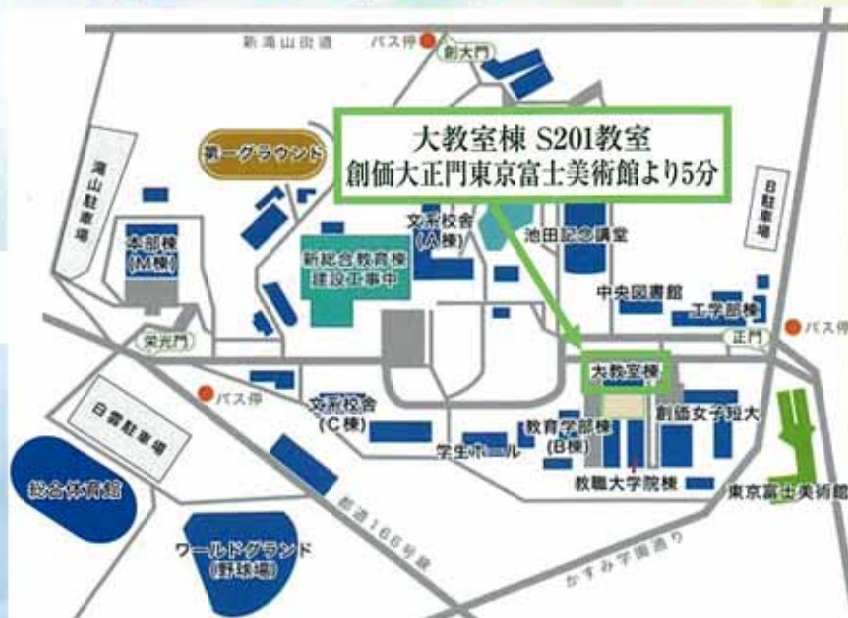 新滝山街道
バス停
創大門
大教室棟 S201教室
創価大正門東京富士美術館より5分
第一グラウンド
滝山駐車場
日駐車場
本部棟
(M棟)
文系校舎
(A棟)
池田記念講堂
新総合教育棟
建設工事中
中央図書館
工学部棟
栄光門
正門
バス停
バス停
大教室棟
白雲駐車場
文系校舎
(C棟)
創価女子短大
教育学部棟
(B棟)
学生ホール
教職大学院棟
東京富士美術館
総合体育館
都道166号線
ワールドグランド
(野球場)
かすみ学園通り